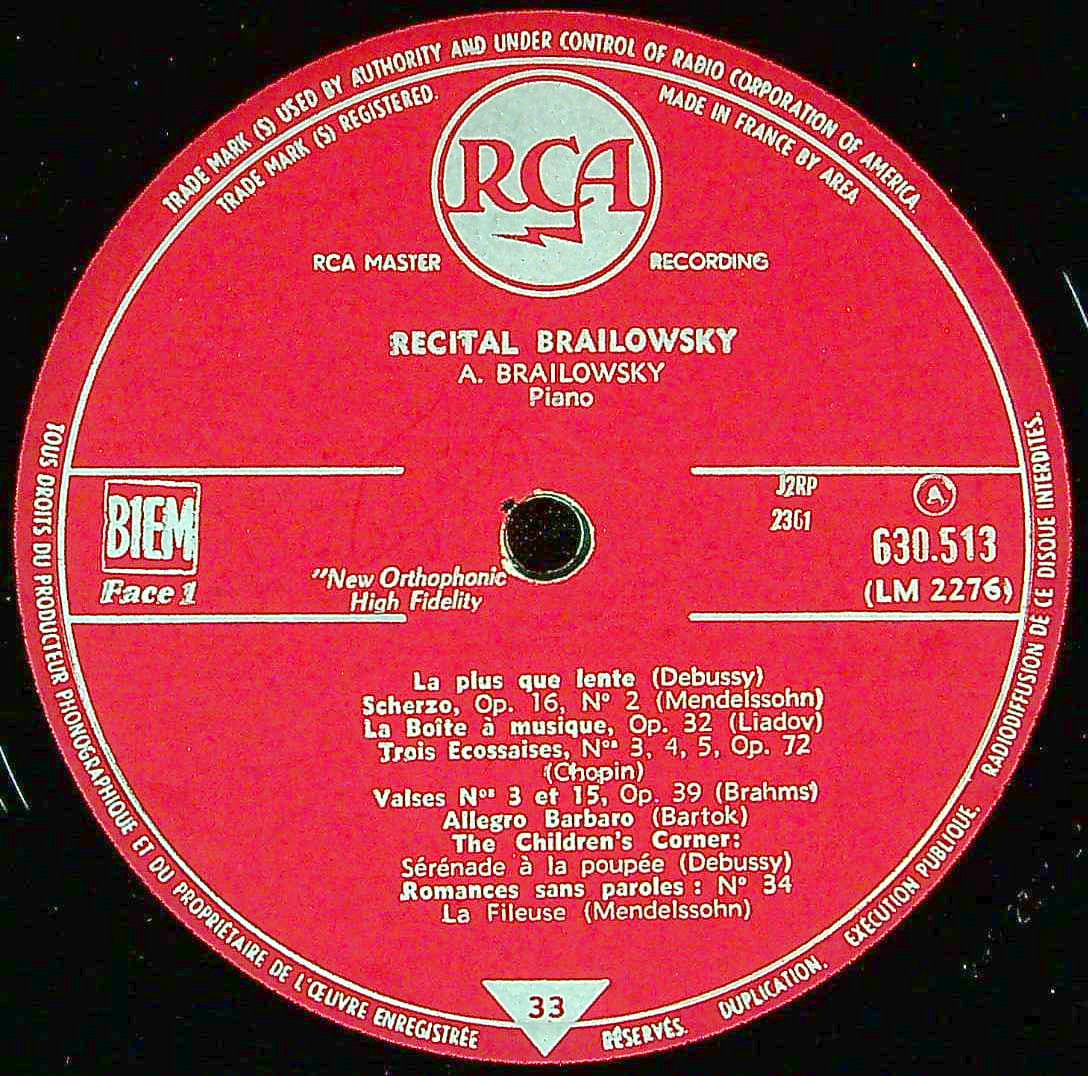 TRADE MARK (S) USED BY AUTHORITY AND UNDER CONTROL OF RADIO CORPORATION OF AMERICA.
TRADE MARK (S) REGISTERED.
MADE IN FRANCE BY AREA
RCA
RCA MASTER RECORDING
RECITAL BRAILOWSKY
A. BRAILOWSKY
Piano
BIEM
Face 1
"New Orthophonic
High Fidelity
J2RP
2361
A
630.513
(LM 2276)
La plus que lente (Debussy)
Scherzo, Op. 16, N° 2 (Mendelssohn)
La Boîte à musique, Op. 32 (Liadov)
Trois Ecossaises, Nos 3, 4, 5, Op. 72
(Chopin)
Valses Nos 3 et 15, Op. 39 (Brahms)
Allegro Barbaro (Bartok)
The Children's Corner:
Sérénade à la poupée (Debussy)
Romances sans paroles : N° 34
La Fileuse (Mendelssohn)
33
TOUS DROITS DU PRODUCTEUR PHONOGRAPHIQUE ET DU PROPRIÉTAIRE DE L'ŒUVRE ENREGISTRÉE RÉSERVÉS. DUPLICATION, EXÉCUTION PUBLIQUE, RADIODIFFUSION DE CE DISQUE INTERDITES.